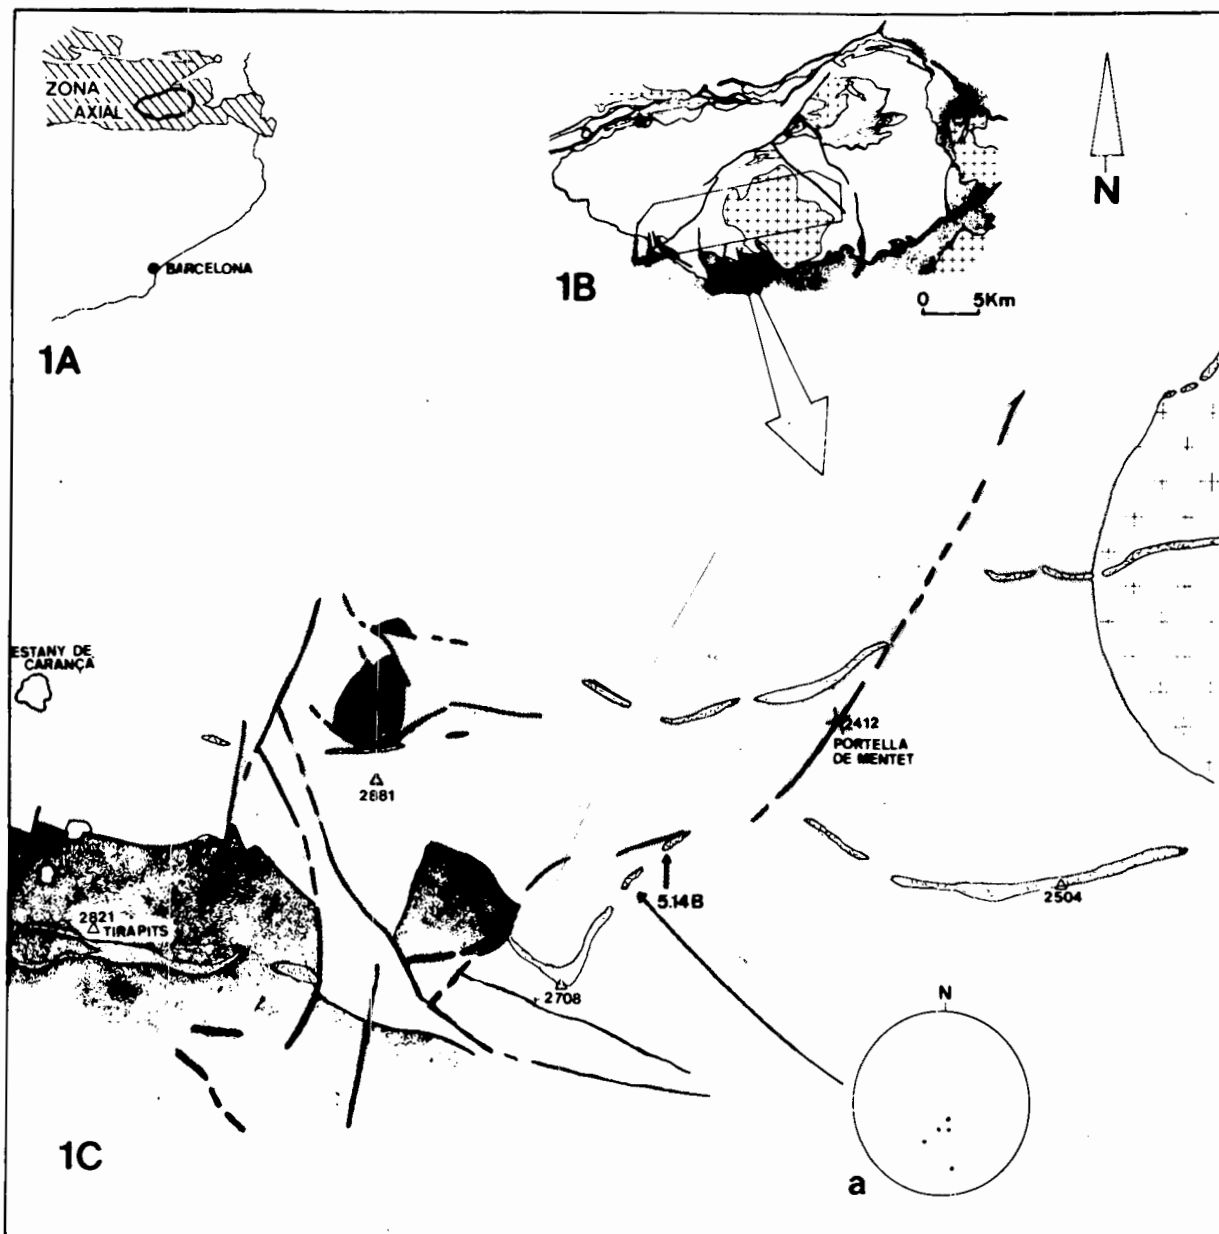 ZONA
AXIAL
BARCELONA
1A
1B
0 5Km
N
ESTANY DE
CARANÇA
2412
PORTELLA
DE MENTET
2881
2821
TIRAPITS
5.14B
2504
2708
N
1C
a